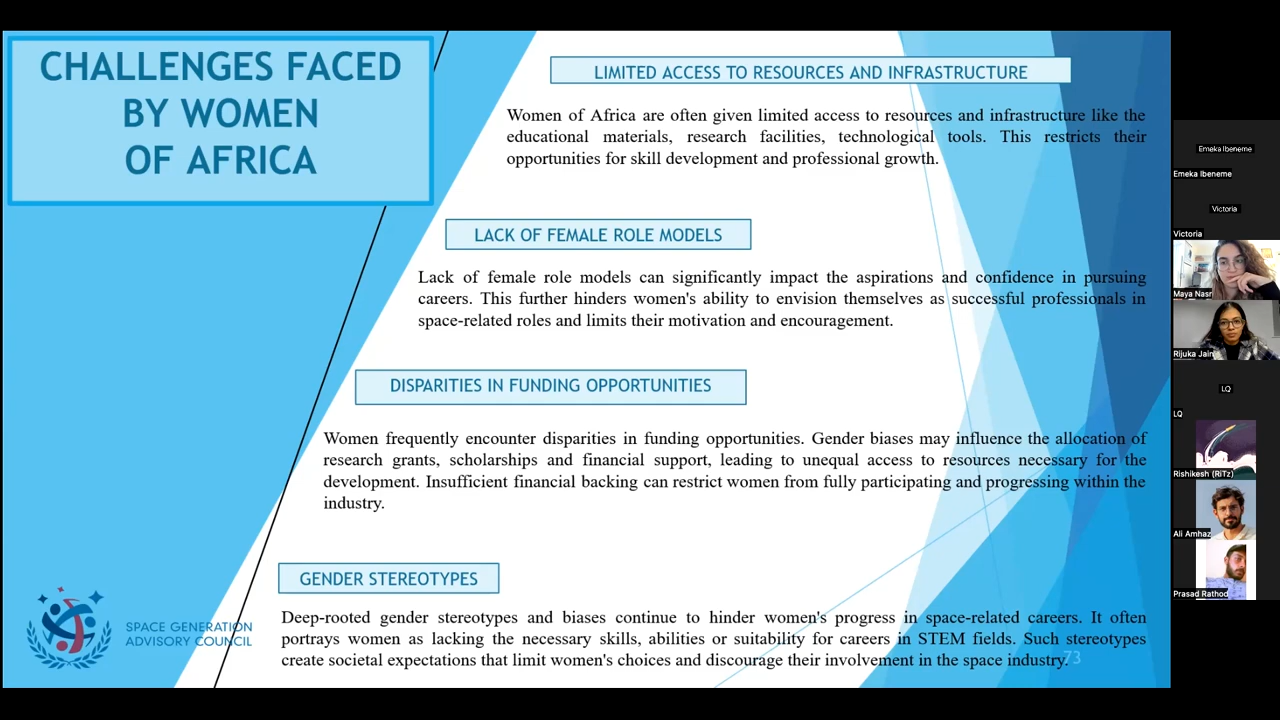 CHALLENGES FACED
BY WOMEN
OF AFRICA
LIMITED ACCESS TO RESOURCES AND INFRASTRUCTURE
Women of Africa are often given limited access to resources and infrastructure like the
educational materials, research facilities, technological tools. This restricts their
opportunities for skill development and professional growth.
LACK OF FEMALE ROLE MODELS
Lack of female role models can significantly impact the aspirations and confidence in pursuing
careers. This further hinders women's ability to envision themselves as successful professionals in
space-related roles and limits their motivation and encouragement.
DISPARITIES IN FUNDING OPPORTUNITIES
Women frequently encounter disparities in funding opportunities. Gender biases may influence the allocation of
research grants, scholarships and financial support, leading to unequal access to resources necessary for the
development. Insufficient financial backing can restrict women from fully participating and progressing within the
industry.
GENDER STEREOTYPES
Deep-rooted gender stereotypes and biases continue to hinder women's progress in space-related careers. It often
portrays women as lacking the necessary skills, abilities or suitability for careers in STEM fields. Such stereotypes
create societal expectations that limit women's choices and discourage their involvement in the space industry.
73
SPACE GENERATION
ADVISORY COUNCIL
Emeka Ibeneme
Emeka Ibeneme
Victoria
Victoria
Maya Nasr
Rijuka Jain
LQ
LQ
Rishikesh (RiTz)
Ali Amhaz
Prasad Rathod